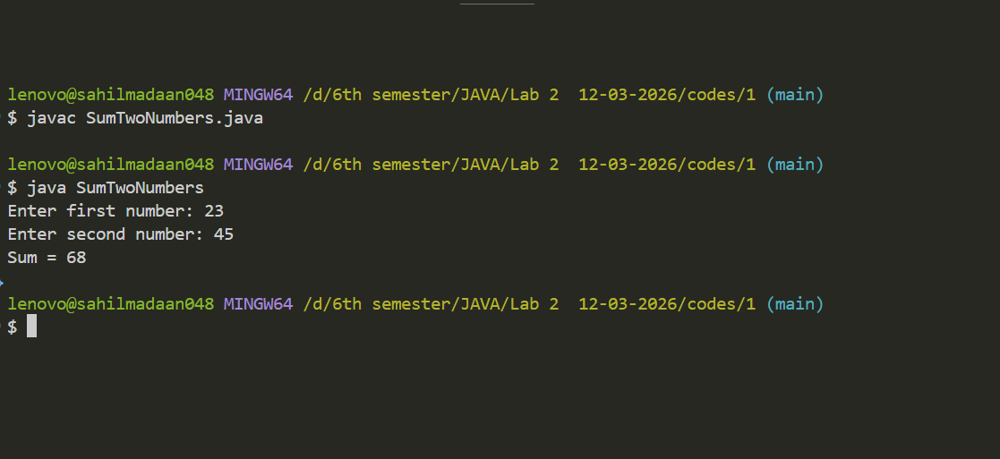 lenovo@sahilmadaan048 MINGW64 /d/6th semester/JAVA/Lab 2  12-03-2026/codes/1 (main)
$ javac SumTwoNumbers.java
lenovo@sahilmadaan048 MINGW64 /d/6th semester/JAVA/Lab 2  12-03-2026/codes/1 (main)
$ java SumTwoNumbers
Enter first number: 23
Enter second number: 45
Sum = 68
lenovo@sahilmadaan048 MINGW64 /d/6th semester/JAVA/Lab 2  12-03-2026/codes/1 (main)
$